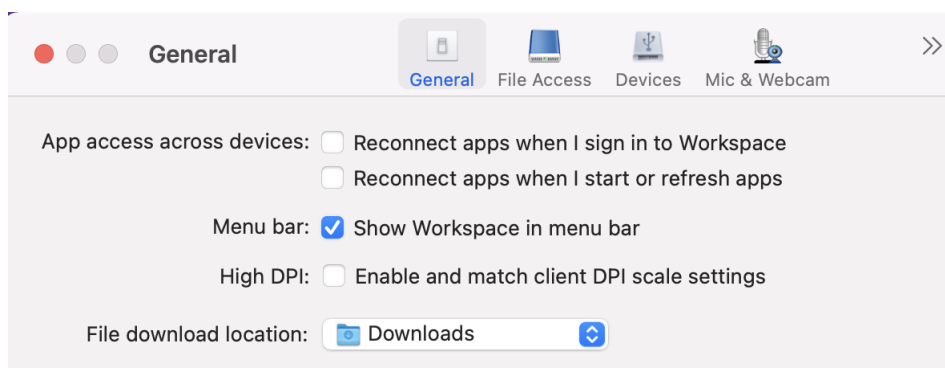 General
General File Access Devices Mic & Webcam
App access across devices: Reconnect apps when I sign in to Workspace
Reconnect apps when I start or refresh apps
Menu bar: Show Workspace in menu bar
High DPI: Enable and match client DPI scale settings
File download location: Downloads